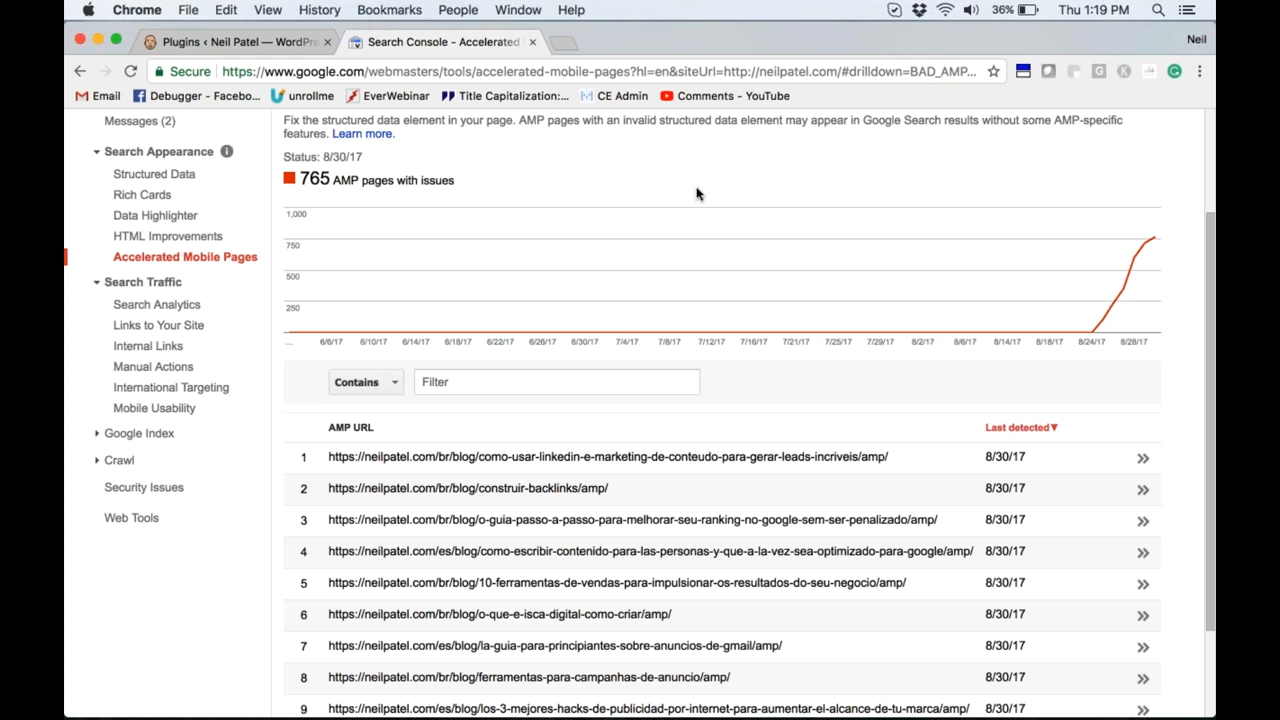 Chrome File Edit View History Bookmarks People Window Help 36% Thu 1:19 PM
Plugins ‹ Neil Patel — WordPre Search Console - Accelerated Neil
Secure https://www.google.com/webmasters/tools/accelerated-mobile-pages?hl=en&siteUrl=http://neilpatel.com/#drilldown=BAD_AMP...
Email Debugger - Facebo... unrollme EverWebinar Title Capitalization:... CE Admin Comments - YouTube
Messages (2)
Search Appearance
Structured Data
Rich Cards
Data Highlighter
HTML Improvements
Accelerated Mobile Pages
Search Traffic
Search Analytics
Links to Your Site
Internal Links
Manual Actions
International Targeting
Mobile Usability
Google Index
Crawl
Security Issues
Web Tools
Fix the structured data element in your page. AMP pages with an invalid structured data element may appear in Google Search results without some AMP-specific
features. Learn more.
Status: 8/30/17
765 AMP pages with issues
1,000
750
500
250
... 6/6/17 6/10/17 6/14/17 6/18/17 6/22/17 6/26/17 6/30/17 7/4/17 7/8/17 7/12/17 7/16/17 7/21/17 7/25/17 7/29/17 8/2/17 8/6/17 8/14/17 8/18/17 8/24/17 8/28/17
Contains Filter
AMP URL Last detected▼
1 https://neilpatel.com/br/blog/como-usar-linkedin-e-marketing-de-conteudo-para-gerar-leads-incriveis/amp/ 8/30/17 »
2 https://neilpatel.com/br/blog/construir-backlinks/amp/ 8/30/17 »
3 https://neilpatel.com/br/blog/o-guia-passo-a-passo-para-melhorar-seu-ranking-no-google-sem-ser-penalizado/amp/ 8/30/17 »
4 https://neilpatel.com/es/blog/como-escribir-contenido-para-las-personas-y-que-a-la-vez-sea-optimizado-para-google/amp/ 8/30/17 »
5 https://neilpatel.com/br/blog/10-ferramentas-de-vendas-para-impulsionar-os-resultados-do-seu-negocio/amp/ 8/30/17 »
6 https://neilpatel.com/br/blog/o-que-e-isca-digital-como-criar/amp/ 8/30/17 »
7 https://neilpatel.com/es/blog/la-guia-para-principiantes-sobre-anuncios-de-gmail/amp/ 8/30/17 »
8 https://neilpatel.com/br/blog/ferramentas-para-campanhas-de-anuncio/amp/ 8/30/17 »
9 https://neilpatel.com/es/blog/los-3-mejores-hacks-de-publicidad-por-internet-para-aumentar-el-alcance-de-tu-marca/amp/ 8/30/17 »